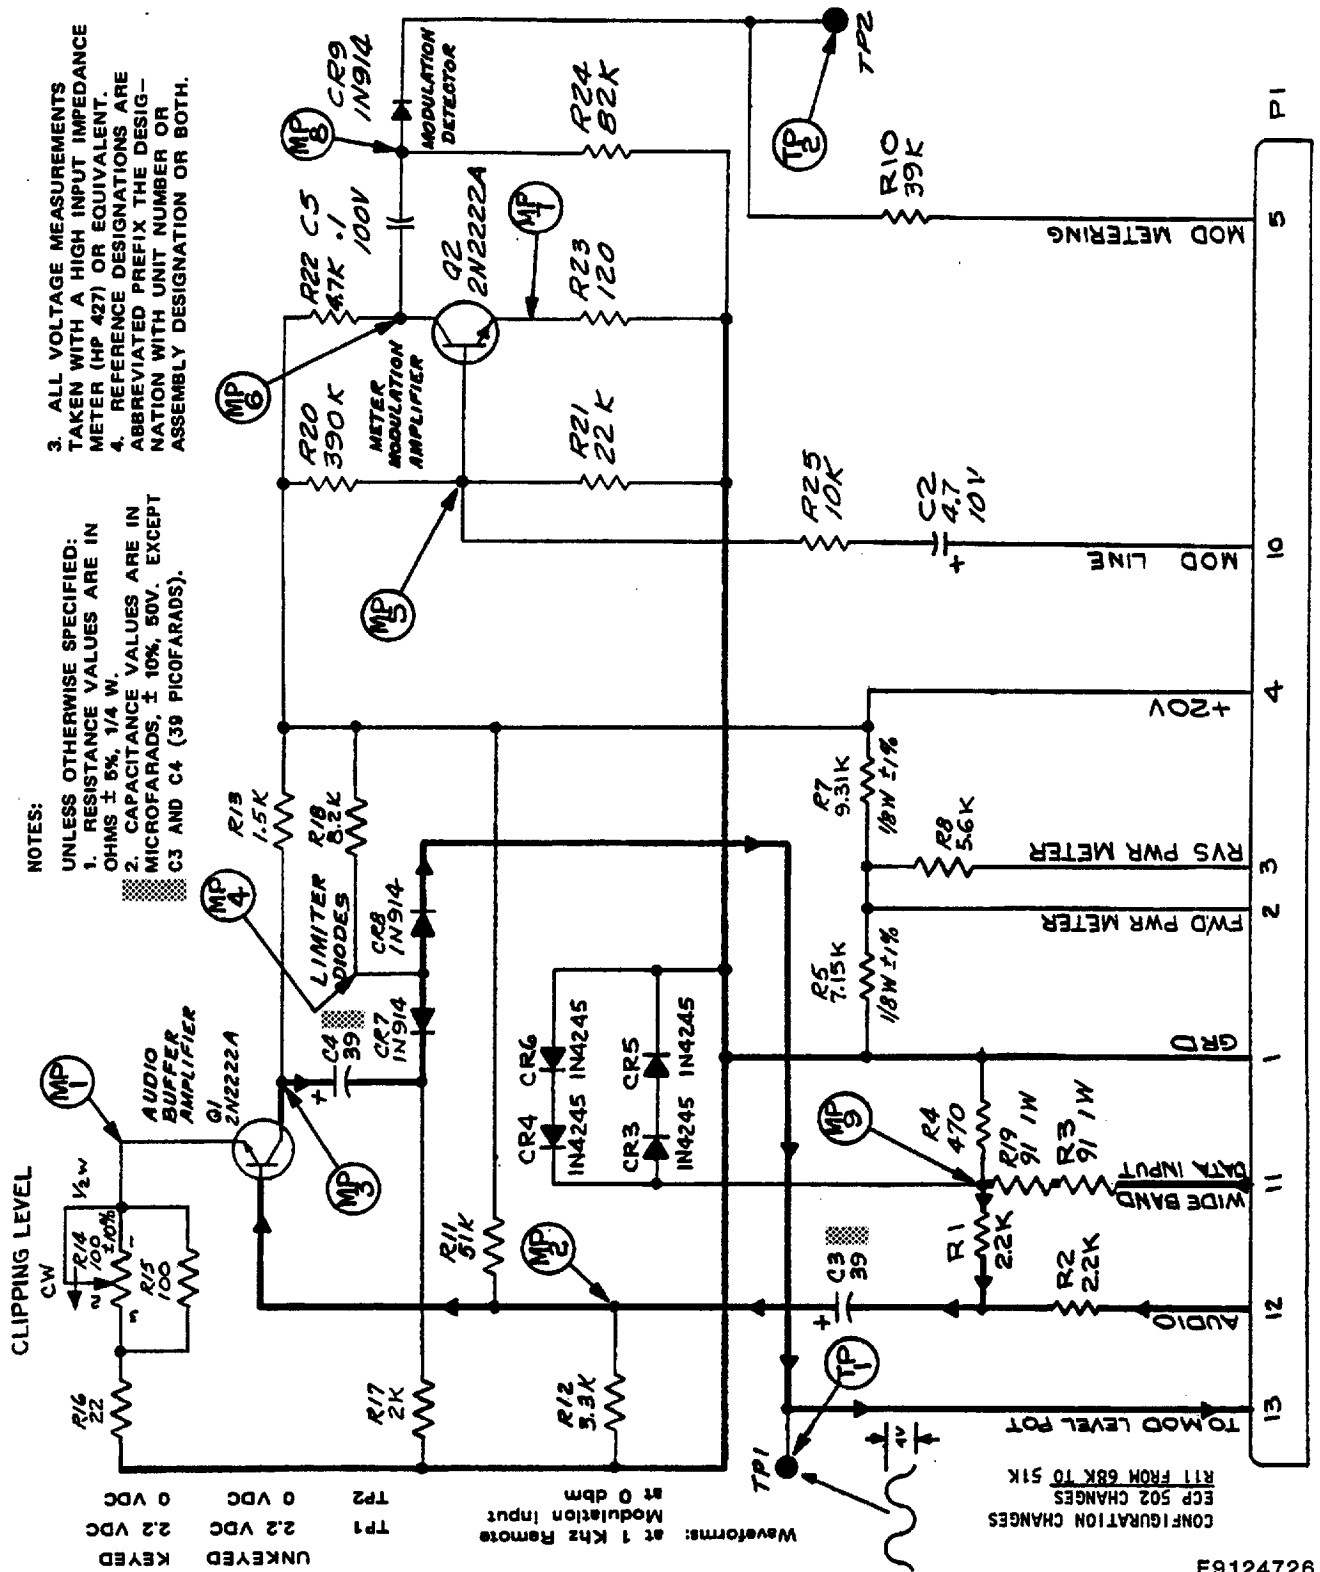 NOTES:
UNLESS OTHERWISE SPECIFIED:
1. RESISTANCE VALUES ARE IN
OHMS ± 5%, 1/4 W.
2. CAPACITANCE VALUES ARE IN
MICROFARADS, ± 10%, 50V. EXCEPT
C3 AND C4 (39 PICOFARADS).
3. ALL VOLTAGE MEASUREMENTS
TAKEN WITH A HIGH INPUT IMPEDANCE
METER (HP 427) OR EQUIVALENT.
4. REFERENCE DESIGNATIONS ARE
ABBREVIATED PREFIX THE DESIG-
NATION WITH UNIT NUMBER OR
ASSEMBLY DESIGNATION OR BOTH.
CLIPPING LEVEL
CW
R14
100
±10%
1/2W
2
3
1
R15
100
R16
22
MP
1
AUDIO
BUFFER
AMPLIFIER
Q1
2N2222A
MP
3
C4
39
+
MP
4
R13
1.5K
R18
8.2K
LIMITER
DIODES
CR7
1N914
CR8
1N914
R17
2K
R11
51K
MP
2
R12
3.3K
CR4
1N4245
CR6
1N4245
CR3
1N4245
CR5
1N4245
MP
6
R20
390K
R22
4.7K
C5
.1
100V
MP
8
CR9
1N914
MODULATION
DETECTOR
METER
MODULATION
AMPLIFIER
Q2
2N2222A
MP
7
MP
5
R21
22K
R23
120
R24
82K
TP
2
TP2
R10
39K
R25
10K
C2
4.7
10V
+
R7
9.31K
1/8W ±1%
R8
5.6K
R5
7.15K
1/8W ±1%
MP
9
R4
470
R19
91 1W
R3
91 1W
R1
2.2K
R2
2.2K
C3
39
+
TP
1
TP1
4V
MOD METERING
MOD LINE
+20V
RVS PWR METER
FWD PWR METER
GRD
WIDE BAND
DATA INPUT
AUDIO
TO MOD LEVEL POT
5
10
4
3
2
1
11
12
13
P1
UNKEYED KEYED
TP1 2.2 VDC 2.2 VDC
TP2 0 VDC 0 VDC
Waveforms: at 1 Khz Remote
Modulation Input
at 0 dbm
CONFIGURATION CHANGES
ECP 502 CHANGES
R11 FROM 68K TO 51K
E9124726